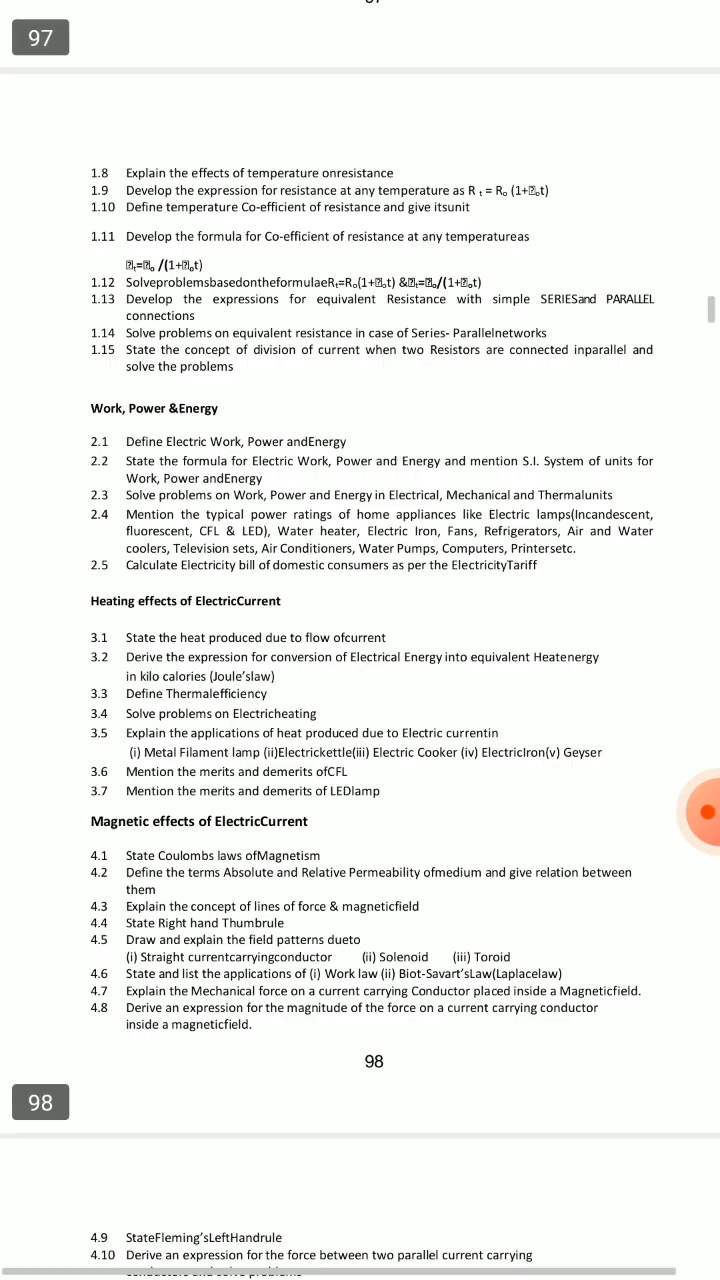 97
1.8 Explain the effects of temperature onresistance
1.9 Develop the expression for resistance at any temperature as R t = Ro (1+ot)
1.10 Define temperature Co-efficient of resistance and give itsunit
1.11 Develop the formula for Co-efficient of resistance at any temperatureas
t=o /(1+ot)
1.12 SolveproblemsbasedontheformulaeRt=Ro(1+ot) &t=o/(1+ot)
1.13 Develop the expressions for equivalent Resistance with simple SERIESand PARALLEL
connections
1.14 Solve problems on equivalent resistance in case of Series- Parallelnetworks
1.15 State the concept of division of current when two Resistors are connected inparallel and
solve the problems
Work, Power &Energy
2.1 Define Electric Work, Power andEnergy
2.2 State the formula for Electric Work, Power and Energy and mention S.I. System of units for
Work, Power andEnergy
2.3 Solve problems on Work, Power and Energy in Electrical, Mechanical and Thermalunits
2.4 Mention the typical power ratings of home appliances like Electric lamps(Incandescent,
fluorescent, CFL & LED), Water heater, Electric Iron, Fans, Refrigerators, Air and Water
coolers, Television sets, Air Conditioners, Water Pumps, Computers, Printersetc.
2.5 Calculate Electricity bill of domestic consumers as per the ElectricityTariff
Heating effects of ElectricCurrent
3.1 State the heat produced due to flow ofcurrent
3.2 Derive the expression for conversion of Electrical Energy into equivalent Heatenergy
in kilo calories (Joule'slaw)
3.3 Define Thermalefficiency
3.4 Solve problems on Electricheating
3.5 Explain the applications of heat produced due to Electric currentin
(i) Metal Filament lamp (ii)Electrickettle(iii) Electric Cooker (iv) ElectricIron(v) Geyser
3.6 Mention the merits and demerits ofCFL
3.7 Mention the merits and demerits of LEDlamp
Magnetic effects of ElectricCurrent
4.1 State Coulombs laws ofMagnetism
4.2 Define the terms Absolute and Relative Permeability ofmedium and give relation between
them
4.3 Explain the concept of lines of force & magneticfield
4.4 State Right hand Thumbrule
4.5 Draw and explain the field patterns dueto
(i) Straight currentcarryingconductor (ii) Solenoid (iii) Toroid
4.6 State and list the applications of (i) Work law (ii) Biot-Savart'sLaw(Laplacelaw)
4.7 Explain the Mechanical force on a current carrying Conductor placed inside a Magneticfield.
4.8 Derive an expression for the magnitude of the force on a current carrying conductor
inside a magneticfield.
98
98
4.9 StateFleming'sLeftHandrule
4.10 Derive an expression for the force between two parallel current carrying